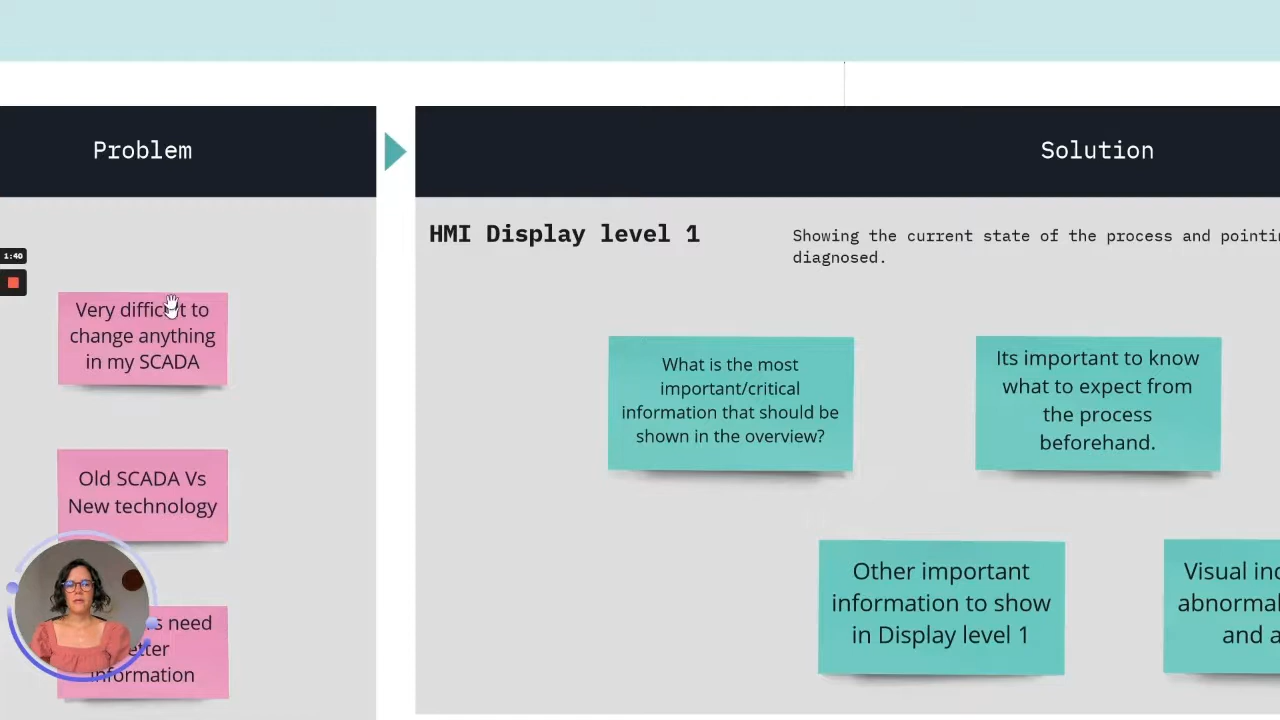 Problem
Solution
HMI Display level 1
Showing the current state of the process and
diagnosed.
1:40
Very difficult to
change anything
in my SCADA
What is the most
important/critical
information that should be
shown in the overview?
Its important to know
what to expect from
the process
beforehand.
Old SCADA Vs
New technology
Other important
information to show
in Display level 1
Visual
and
need
information